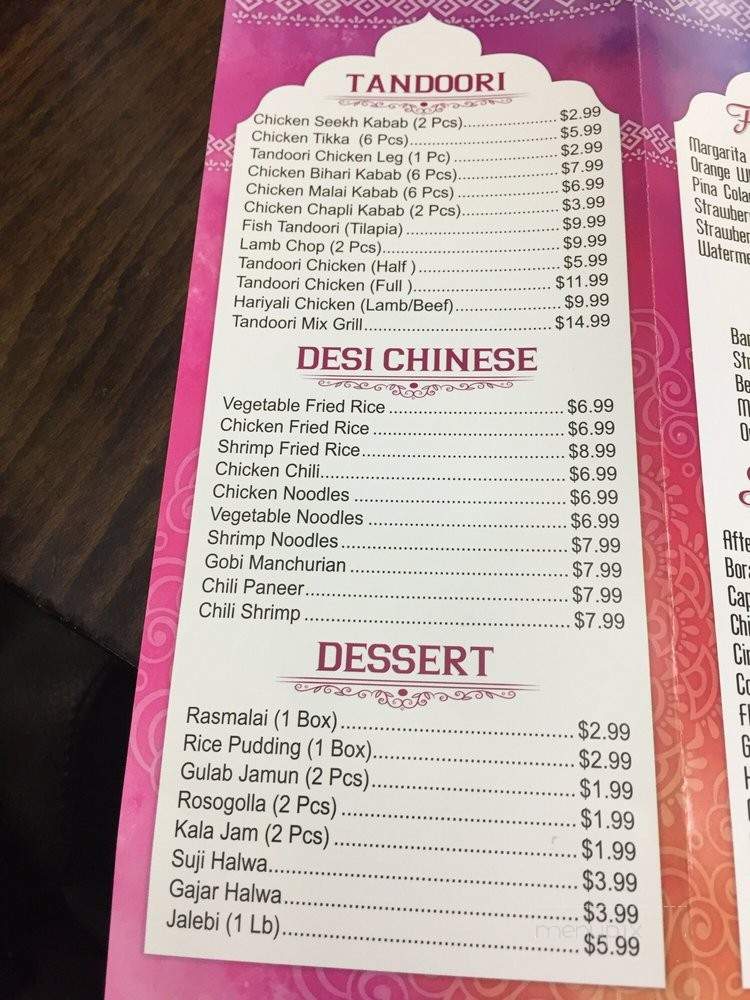 TANDOORI
Chicken Seekh Kabab (2 Pcs)........................ $2.99
Chicken Tikka (6 Pcs)........................ $5.99
Tandoori Chicken Leg (1 Pc) ........................ $2.99
Chicken Bihari Kabab (6 Pcs)........................ $7.99
Chicken Malai Kabab (6 Pcs) ........................ $6.99
Chicken Chapli Kabab (2 Pcs)........................ $3.99
Fish Tandoori (Tilapia) ........................ $9.99
Lamb Chop (2 Pcs)........................ $9.99
Tandoori Chicken (Half )........................ $5.99
Tandoori Chicken (Full )........................ $11.99
Hariyali Chicken (Lamb/Beef)........................ $9.99
Tandoori Mix Grill........................ $14.99
DESI CHINESE
Vegetable Fried Rice ........................ $6.99
Chicken Fried Rice ........................ $6.99
Shrimp Fried Rice........................ $8.99
Chicken Chili........................ $6.99
Chicken Noodles ........................ $6.99
Vegetable Noodles ........................ $6.99
Shrimp Noodles ........................ $7.99
Gobi Manchurian ........................ $7.99
Chili Paneer........................ $7.99
Chili Shrimp ........................ $7.99
DESSERT
Rasmalai (1 Box)........................ $2.99
Rice Pudding (1 Box)........................ $2.99
Gulab Jamun (2 Pcs)........................ $1.99
Rosogolla (2 Pcs) ........................ $1.99
Kala Jam (2 Pcs) ........................ $1.99
Suji Halwa........................ $3.99
Gajar Halwa........................ $3.99
Jalebi (1 Lb)........................ $5.99
menupix
Margarita
Orange
Pina